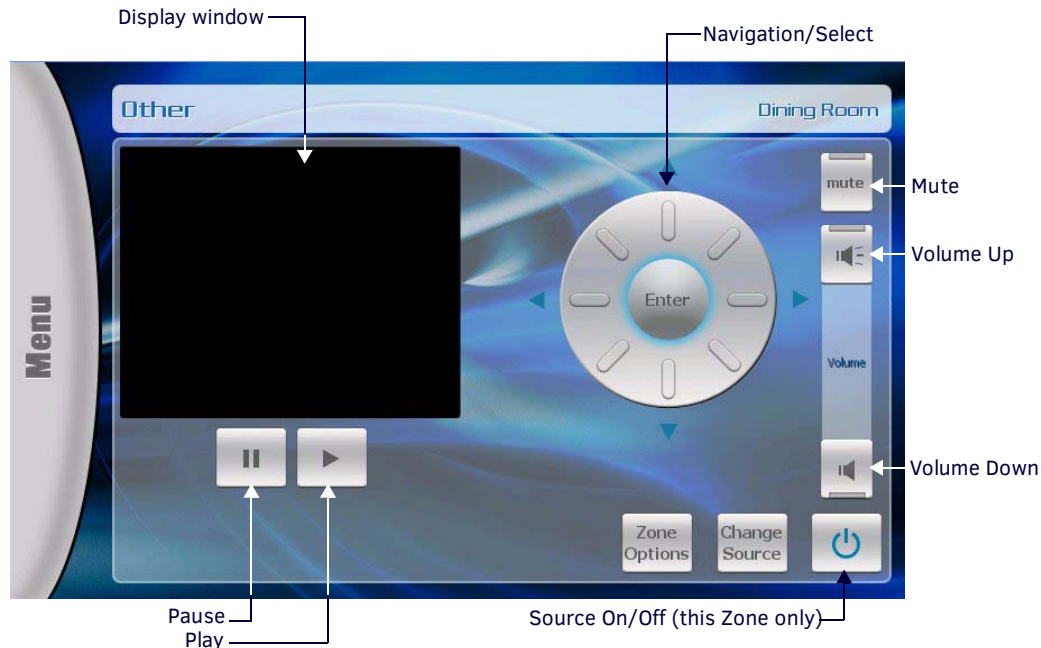 Display window
Navigation/Select
Other
Dining Room
mute
Mute
Volume Up
Menu
Enter
Volume
Volume Down
Zone
Options
Change
Source
Pause
Source On/Off (this Zone only)
Play